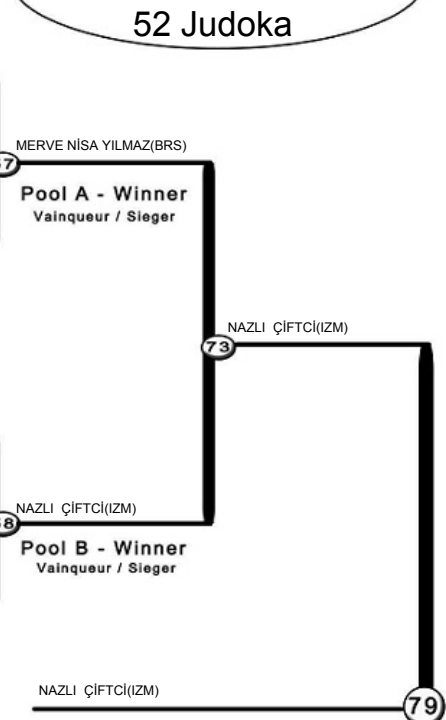 52 Judoka
MERVE NİSA YILMAZ(BRS)
Pool A - Winner
Vainqueur / Sieger
NAZLI ÇİFTCİ(IZM)
73
NAZLI ÇİFTCİ(IZM)
Pool B - Winner
Vainqueur / Sieger
NAZLI ÇİFTCİ(IZM)
79